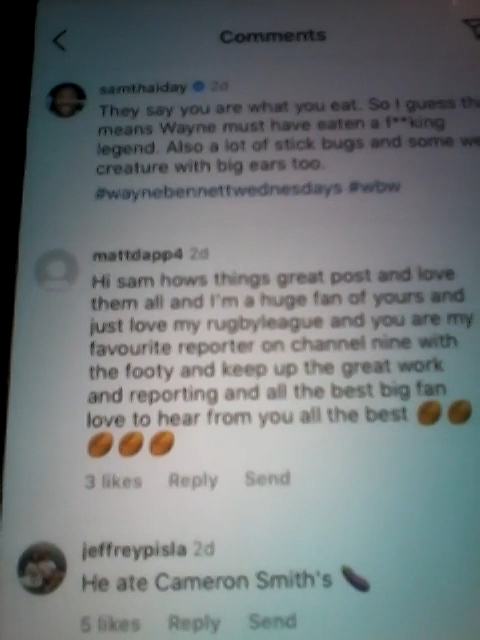 Comments
samthaiday 2d
They say you are what you eat. So I guess
means Wayne must have eaten a f**king
legend. Also a lot of stick bugs and some
creature with big ears too.
#waynebennettwednesdays #wbw
mattdapp4 2d
Hi sam hows things great post and love
them all and I'm a huge fan of yours and
just love my rugbyleague and you are my
favourite reporter on channel nine with
the footy and keep up the great work
and reporting and all the best big fan
love to hear from you all the best 🏉🏉
🏉🏉🏉
3 likes Reply Send
jeffreypisla 2d
He ate Cameron Smith's 🍆
5 likes Reply Send